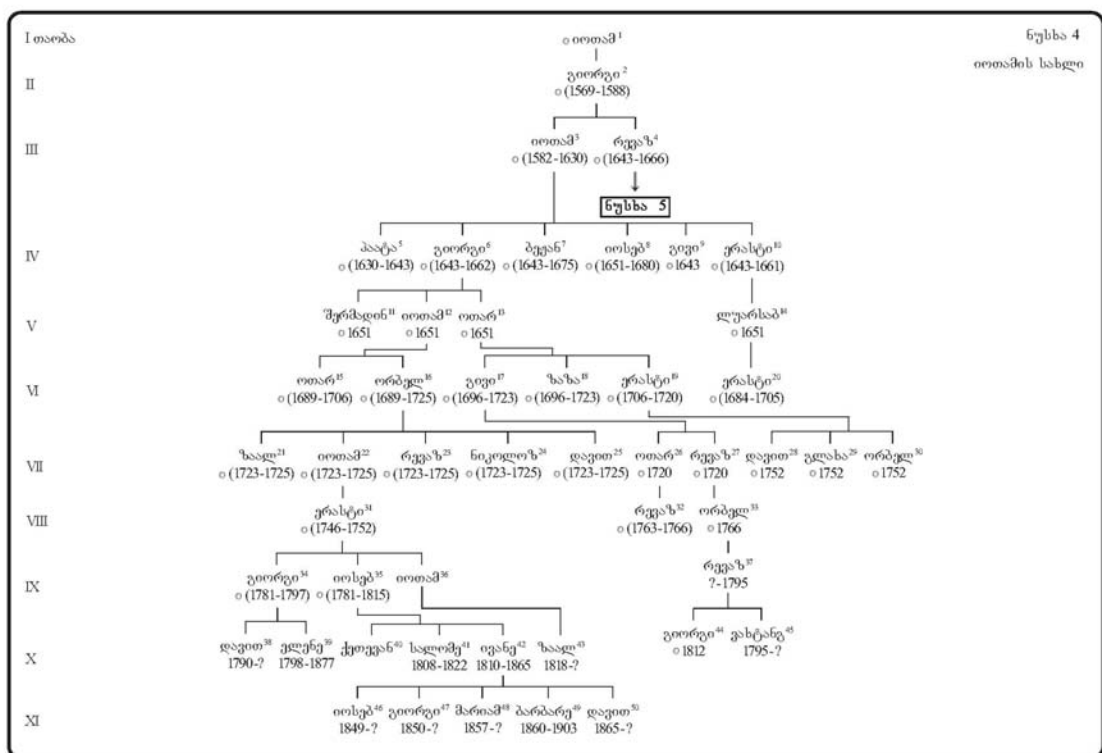 I თაობა იოთამ¹ ნუსხა 4
იოთამის სახლი
II გიორგი²
○ (1569-1588)
III იოთამ³ რევაზ⁴
○ (1582-1630) ○ (1643-1666)
ნუსხა 5
IV პაატა⁵ გიორგი⁶ ბეჟან⁷ იოსებ⁸ გივი⁹ ერასტი¹⁰
○ (1630-1643) ○ (1643-1662) ○ (1643-1675) ○ (1651-1680) ○ 1643 ○ (1643-1661)
V შერმადინ¹¹ იოთამ¹² ოთარ¹³ ლუარსაბ¹⁴
○ 1651 ○ 1651 ○ 1651 ○ 1651
VI ოთარ¹⁵ ორბელ¹⁶ გივი¹⁷ ზაზა¹⁸ ერასტი¹⁹ ერასტი²⁰
○ (1689-1706) ○ (1689-1725) ○ (1696-1723) ○ (1696-1723) ○ (1706-1720) ○ (1684-1705)
VII ზაალ²¹ იოთამ²² რევაზ²³ ნიკოლოზ²⁴ დავით²⁵ ოთარ²⁶ რევაზ²⁷ დავით²⁸ გლახა²⁹ ორბელ³⁰
○ (1723-1725) ○ (1723-1725) ○ (1723-1725) ○ (1723-1725) ○ (1723-1725) ○ 1720 ○ 1720 ○ 1752 ○ 1752 ○ 1752
VIII ერასტი³¹ რევაზ³² ორბელ³³
○ (1746-1752) ○ (1763-1766) ○ 1766
IX გიორგი³⁴ იოსებ³⁵ იოთამ³⁶ რევაზ³⁷
○ (1781-1797) ○ (1781-1815) ?-1795
X დავით³⁸ ელენე³⁹ ქეთევან⁴⁰ სალომე⁴¹ ივანე⁴² ზაალ⁴³ გიორგი⁴⁴ ვახტანგ⁴⁵
1790-? 1798-1877 1808-1822 1810-1865 1818-? ○ 1812 1795-?
XI იოსებ⁴⁶ გიორგი⁴⁷ მარიამ⁴⁸ ბარბარე⁴⁹ დავით⁵⁰
1849-? 1850-? 1857-? 1860-1903 1865-?